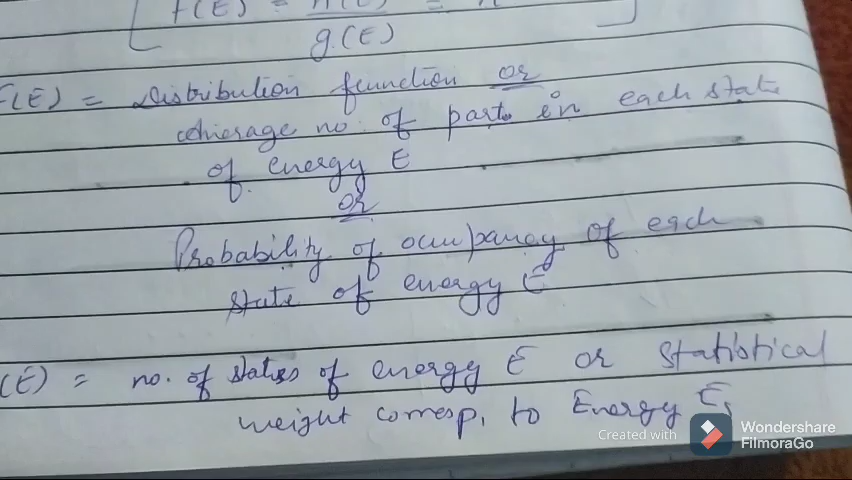 f(E) = n(E) =
g(E)
f(E) = Distribution function or
average no. of part. in each state
of energy E
or
Probability of occupancy of each
state of energy E
(E) = no. of states of energy E or Statistical
weight corresp. to Energy E,
Created with
Wondershare
FilmoraGo